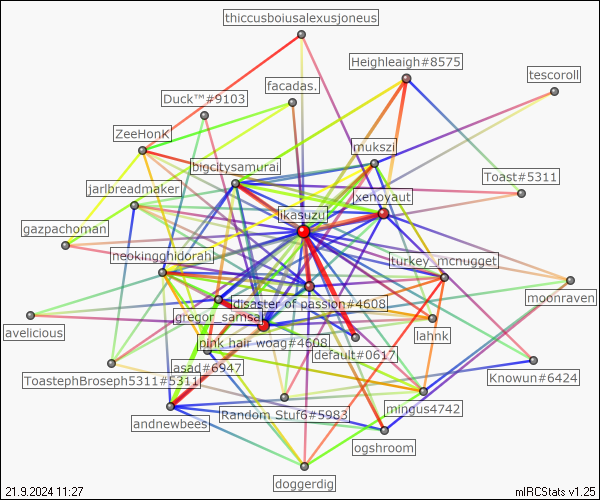 thiccusboiusalexusjoneus
Heighleaigh#8575
tescoroll
facadas.
Duck™#9103
ZeeHonK
mukszi
bigcitysamurai
Toast#5311
jarlbreadmaker
xenoyaut
ikasuzu
gazpachoman
neokingghidorah
turkey_mcnugget
disaster of passion#4608
moonraven
gregor_samsa
avelicious
lahnk
pink hair woag#4608
default#0617
asad#6947
ToastephBroseph5311#5311
Knowun#6424
Random Stuf6#5983
mingus4742
andnewbees
ogshroom
doggerdig
21.9.2024 11:27
mIRCStats v1.25